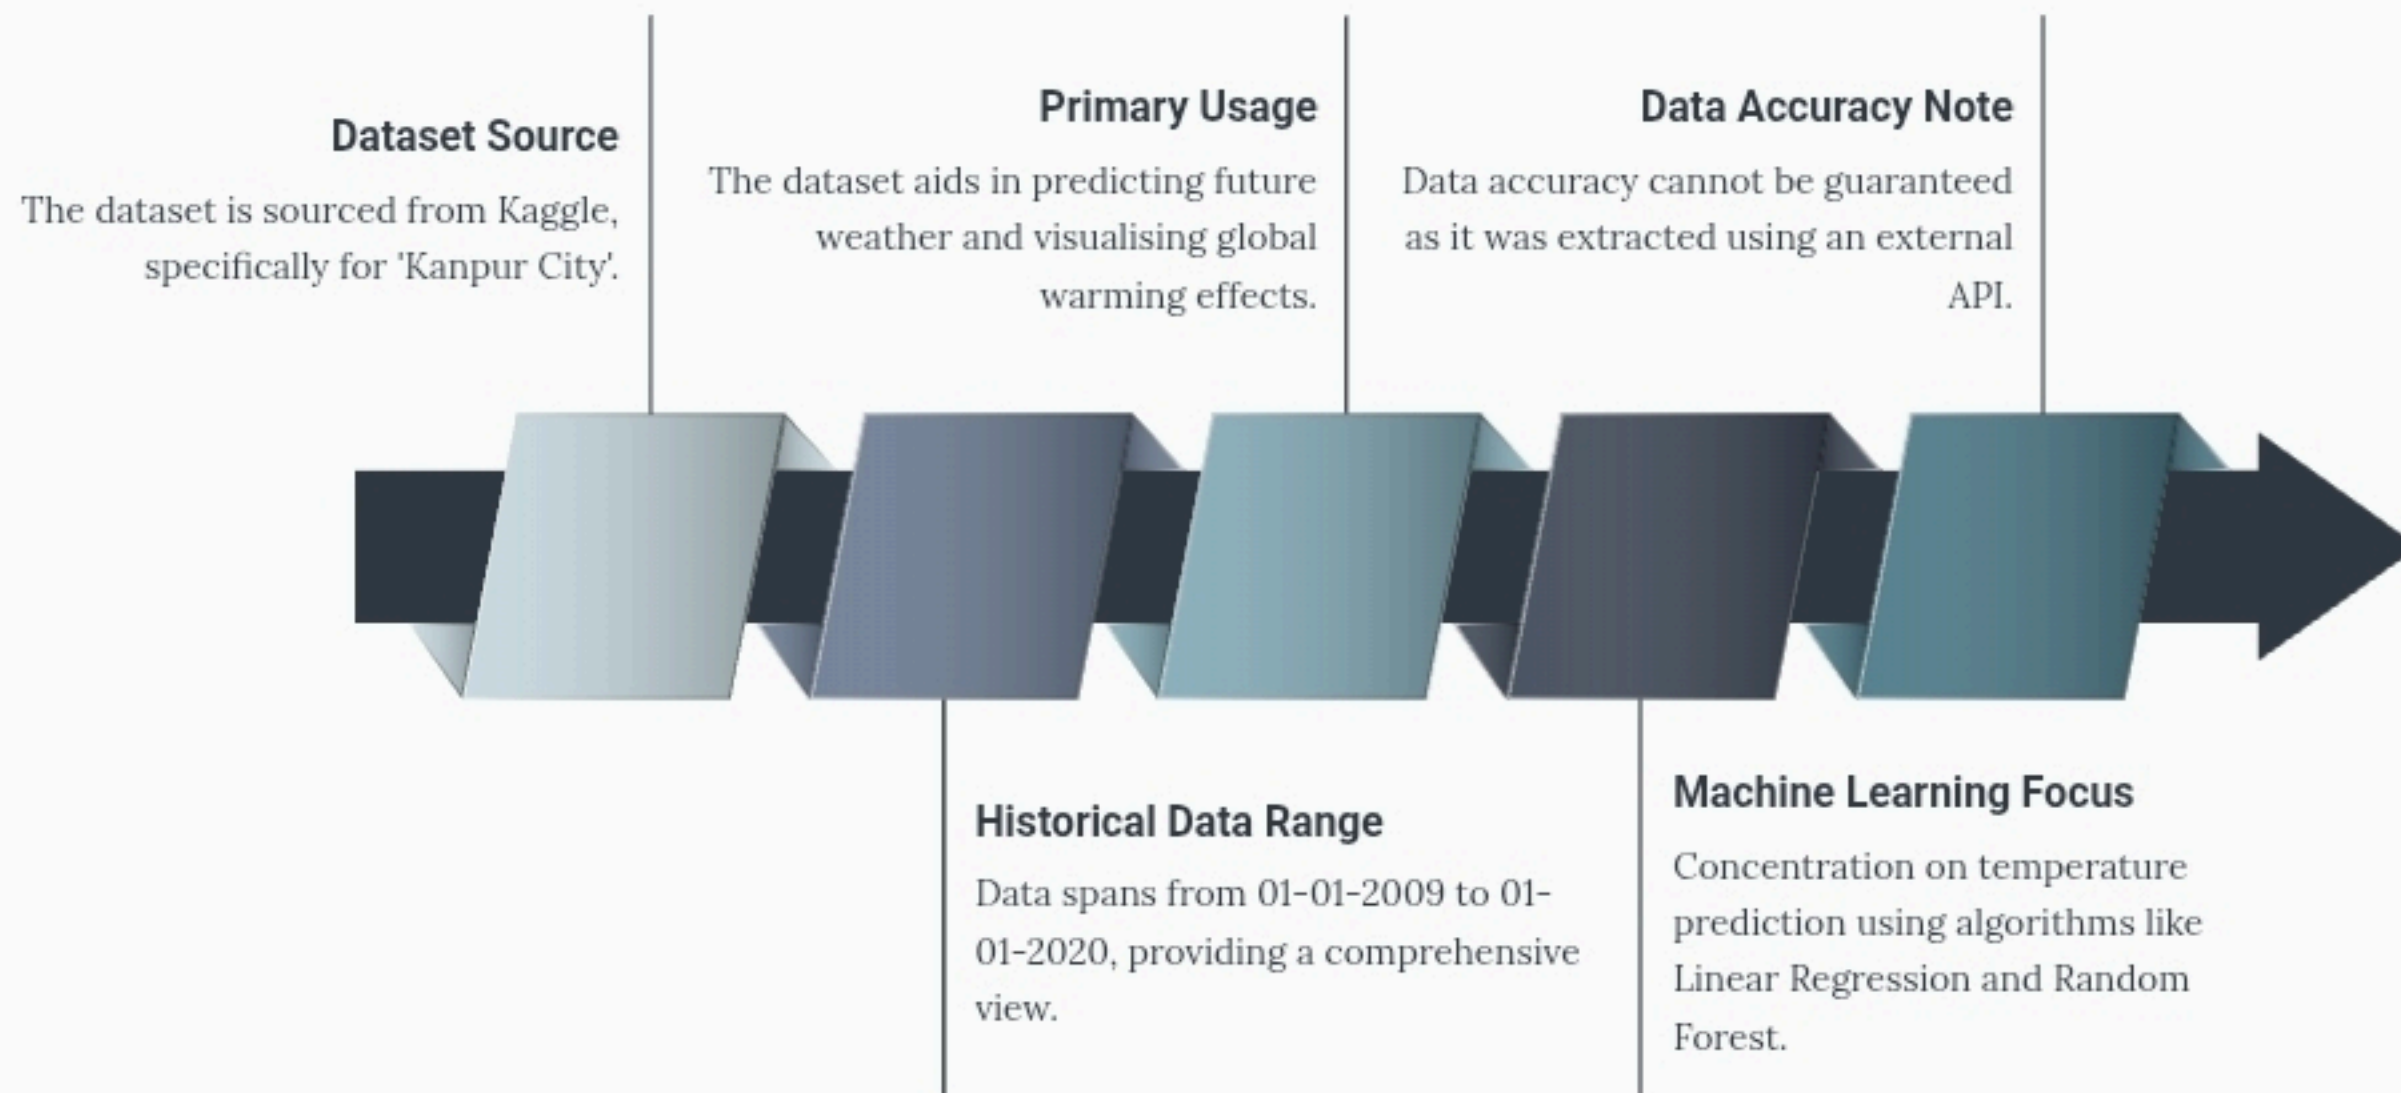 Dataset Source
The dataset is sourced from Kaggle,
specifically for 'Kanpur City'.
Primary Usage
The dataset aids in predicting future
weather and visualising global
warming effects.
Data Accuracy Note
Data accuracy cannot be guaranteed
as it was extracted using an external
API.
Historical Data Range
Data spans from 01-01-2009 to 01-
01-2020, providing a comprehensive
view.
Machine Learning Focus
Concentration on temperature
prediction using algorithms like
Linear Regression and Random
Forest.